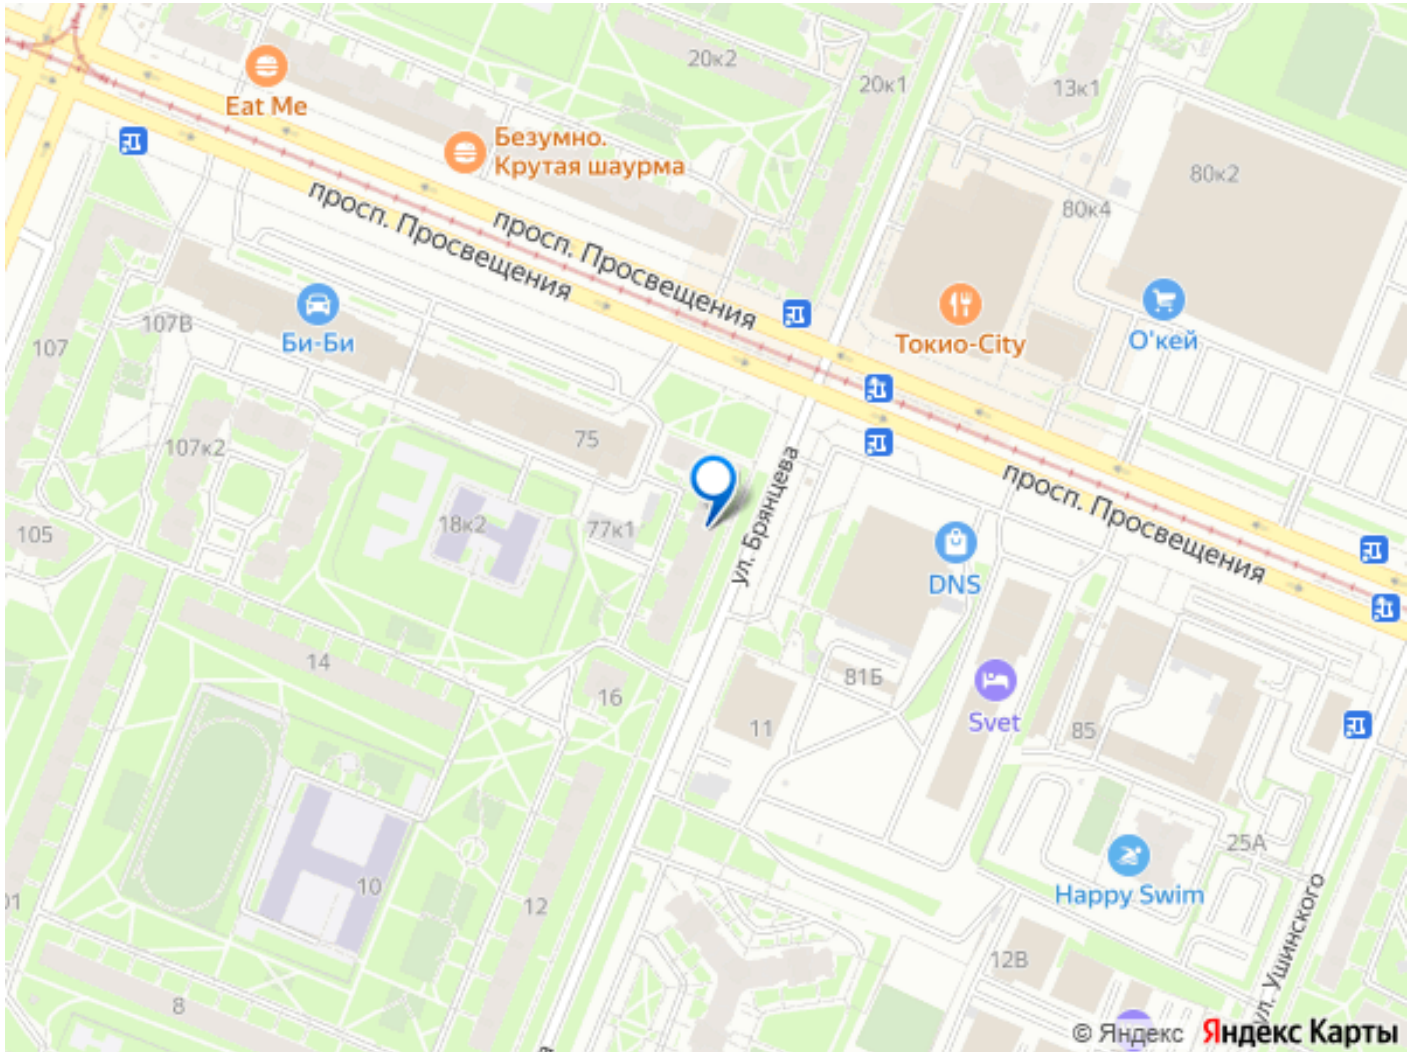 20к2
20к1
13к1
Eat Me
Безумно.
Крутая шаурма
80к2
80к4
просп. Просвещения
просп. Просвещения
107В
Би-Би
Токио-City
О'кей
107
75
107к2
18к2
77к1
105
ул. Брянцева
просп. Просвещения
DNS
14
16
81Б
11
Svet
85
25А
10
Happy Swim
12
12В
ул. Ушинского
8
© Яндекс Яндекс Карты